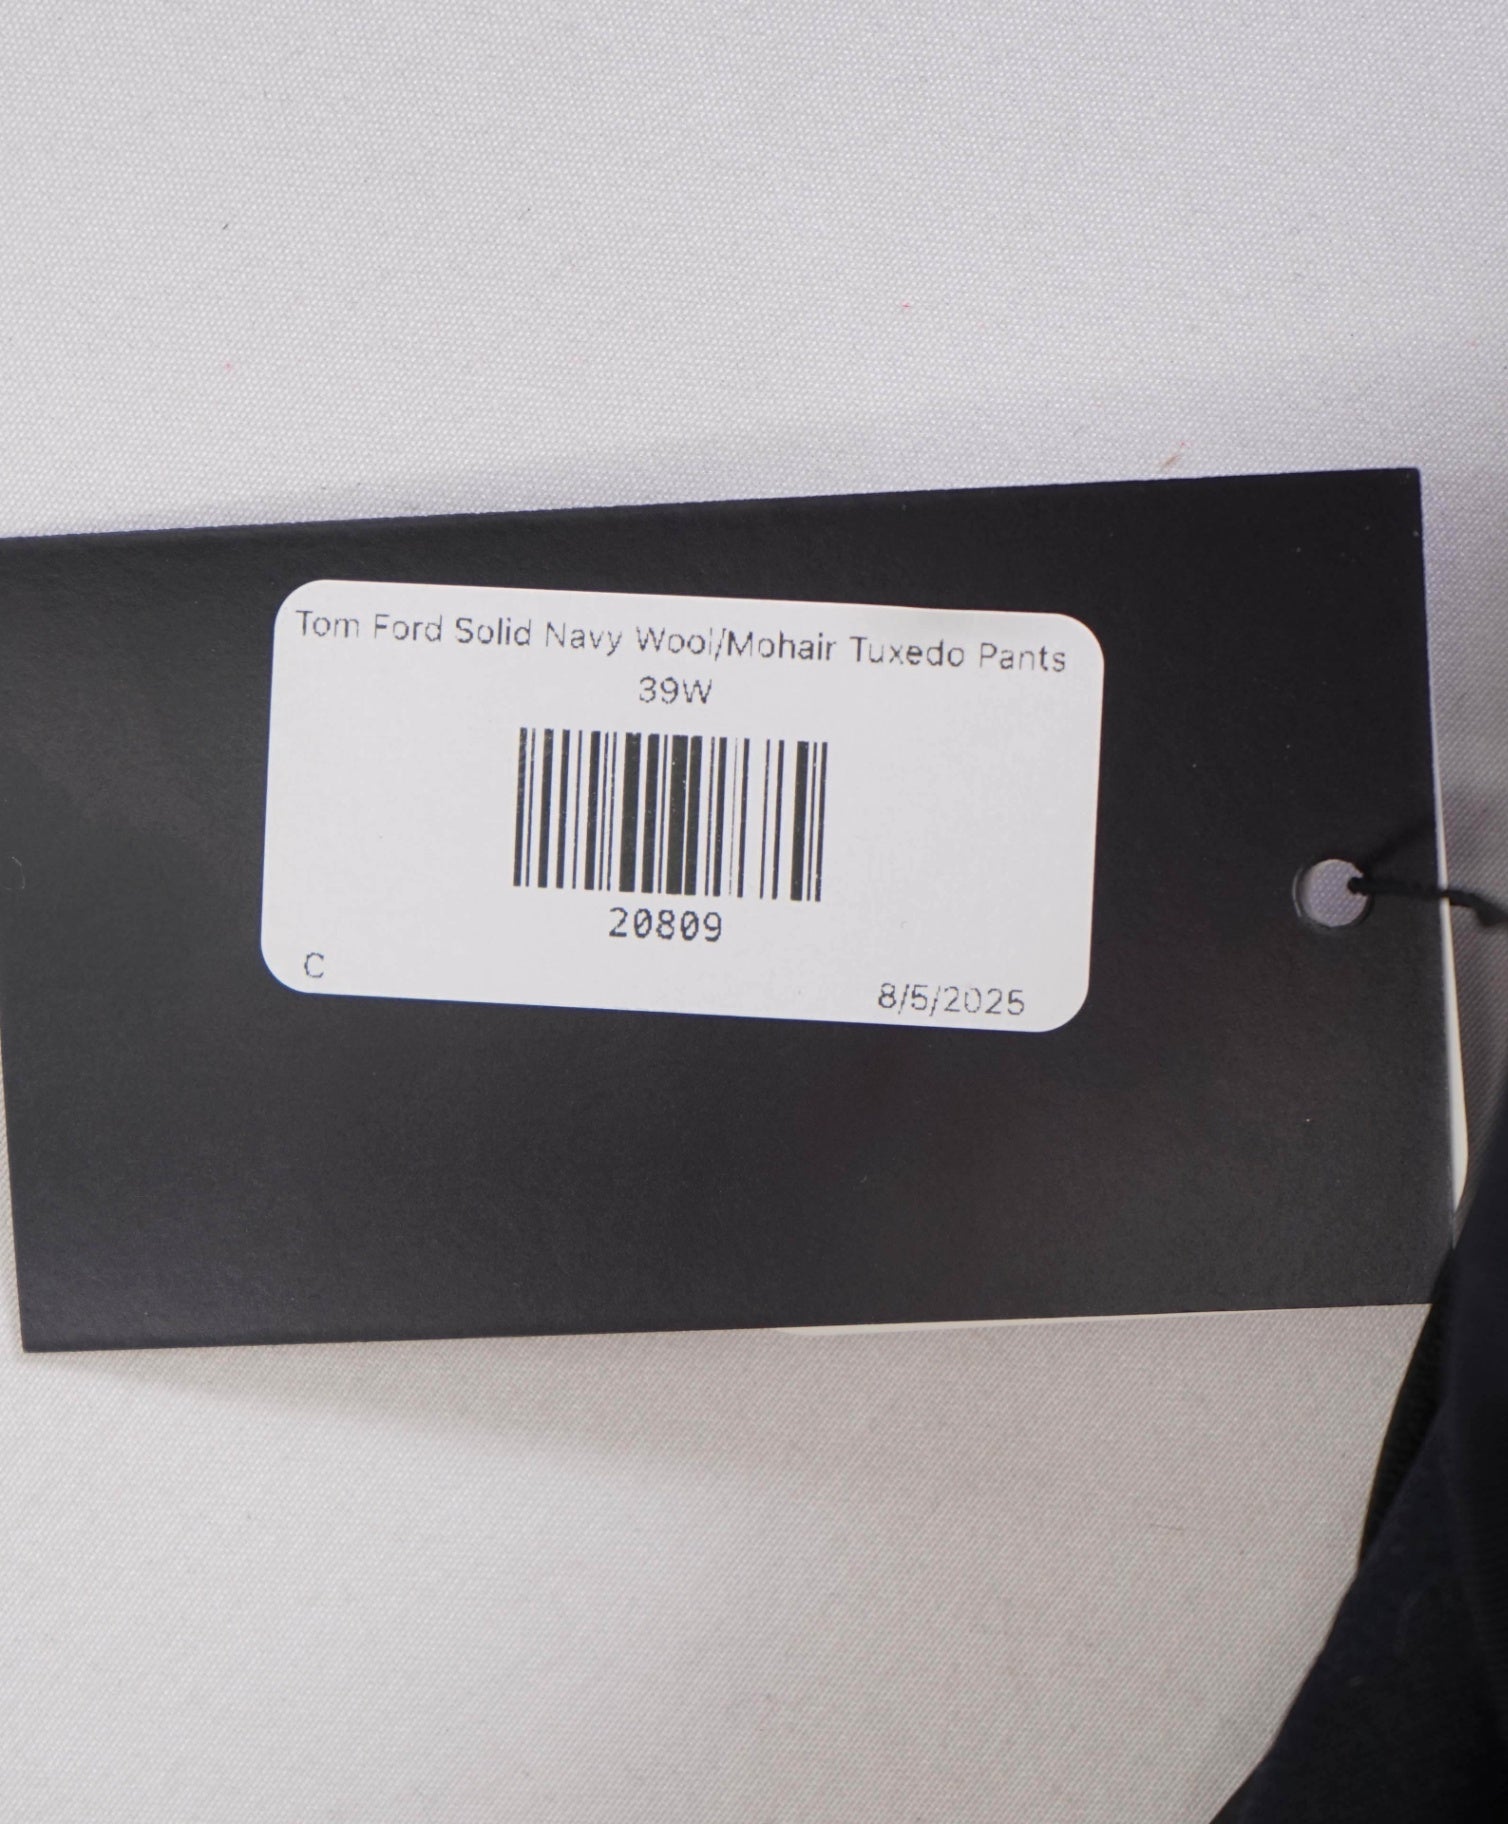 Tom Ford Solid Navy Wool/Mohair Tuxedo Pants
39W
20809
C
8/5/2025